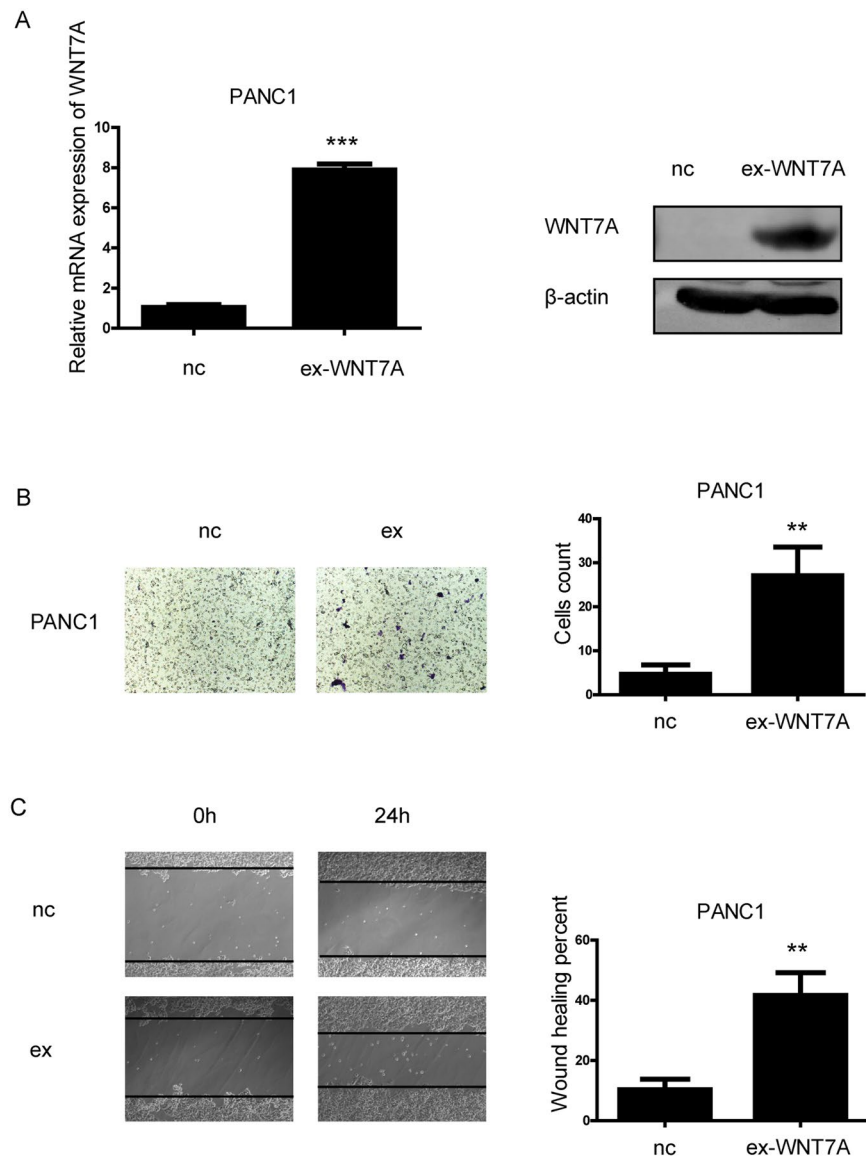 A
PANC1
Relative mRNA expression of WNT7A
10
8
6
4
2
0
***
nc ex-WNT7A
nc ex-WNT7A
WNT7A
β-actin
B
nc ex
PANC1
PANC1
Cells count
40
30
20
10
0
**
nc ex-WNT7A
C
0h 24h
nc
ex
PANC1
Wound healing percent
60
40
20
0
**
nc ex-WNT7A